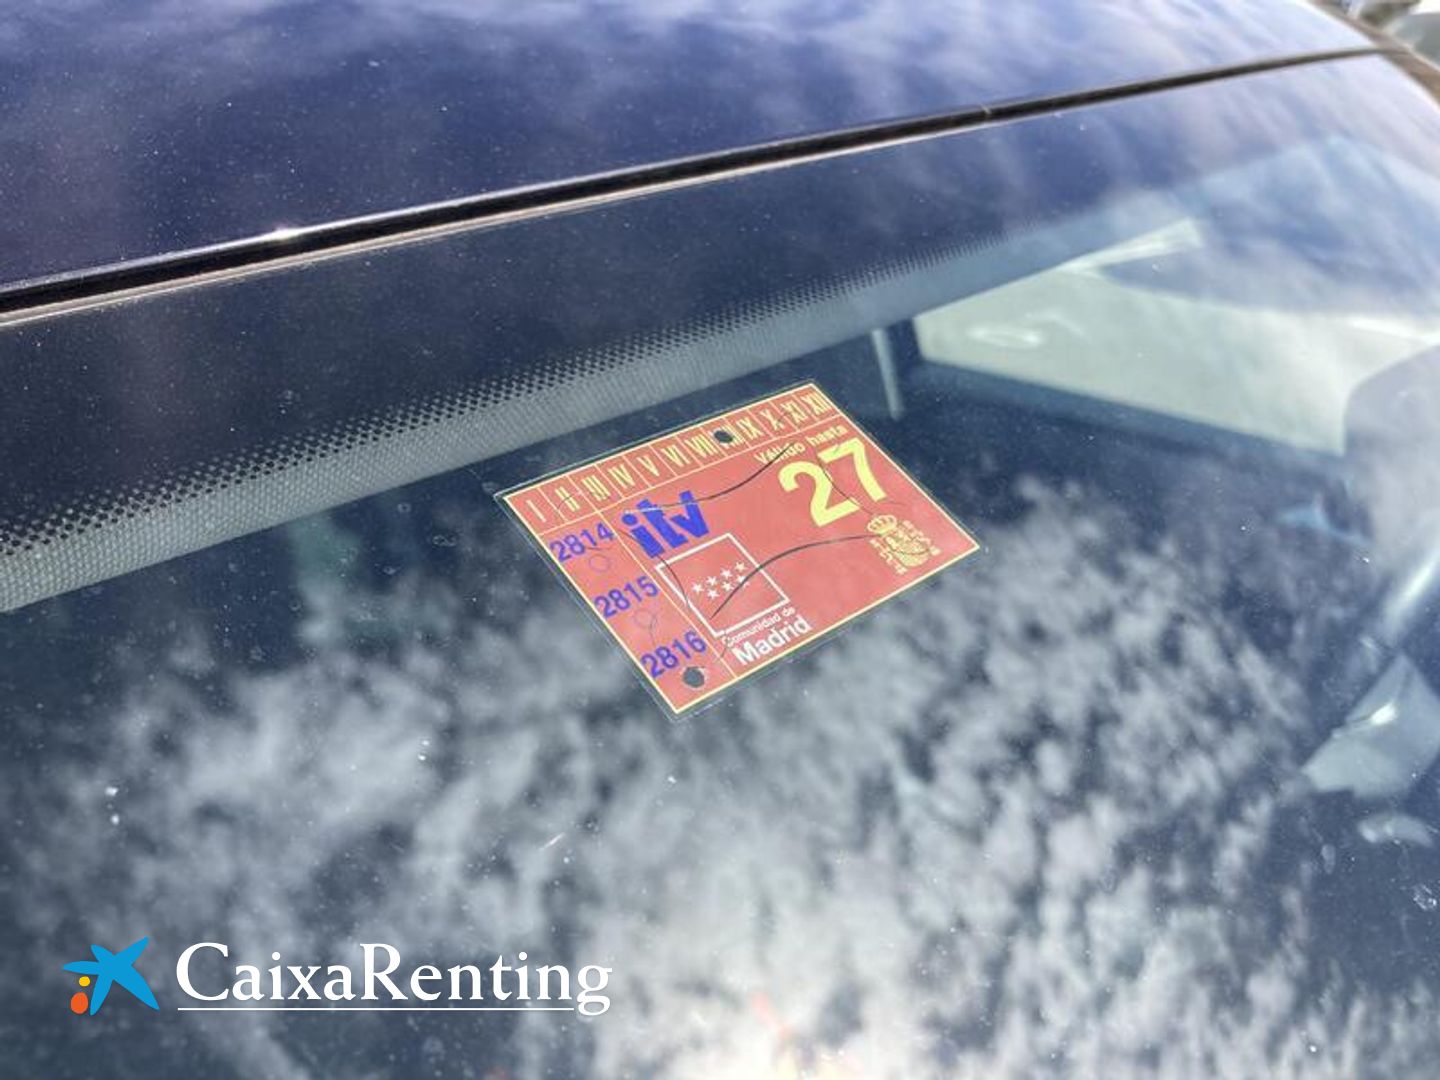 I II III IV V VI VII VIII IX X XI XII
Válido hasta
27
itv
2814
2815
2816
Comunidad de
Madrid
CaixaRenting